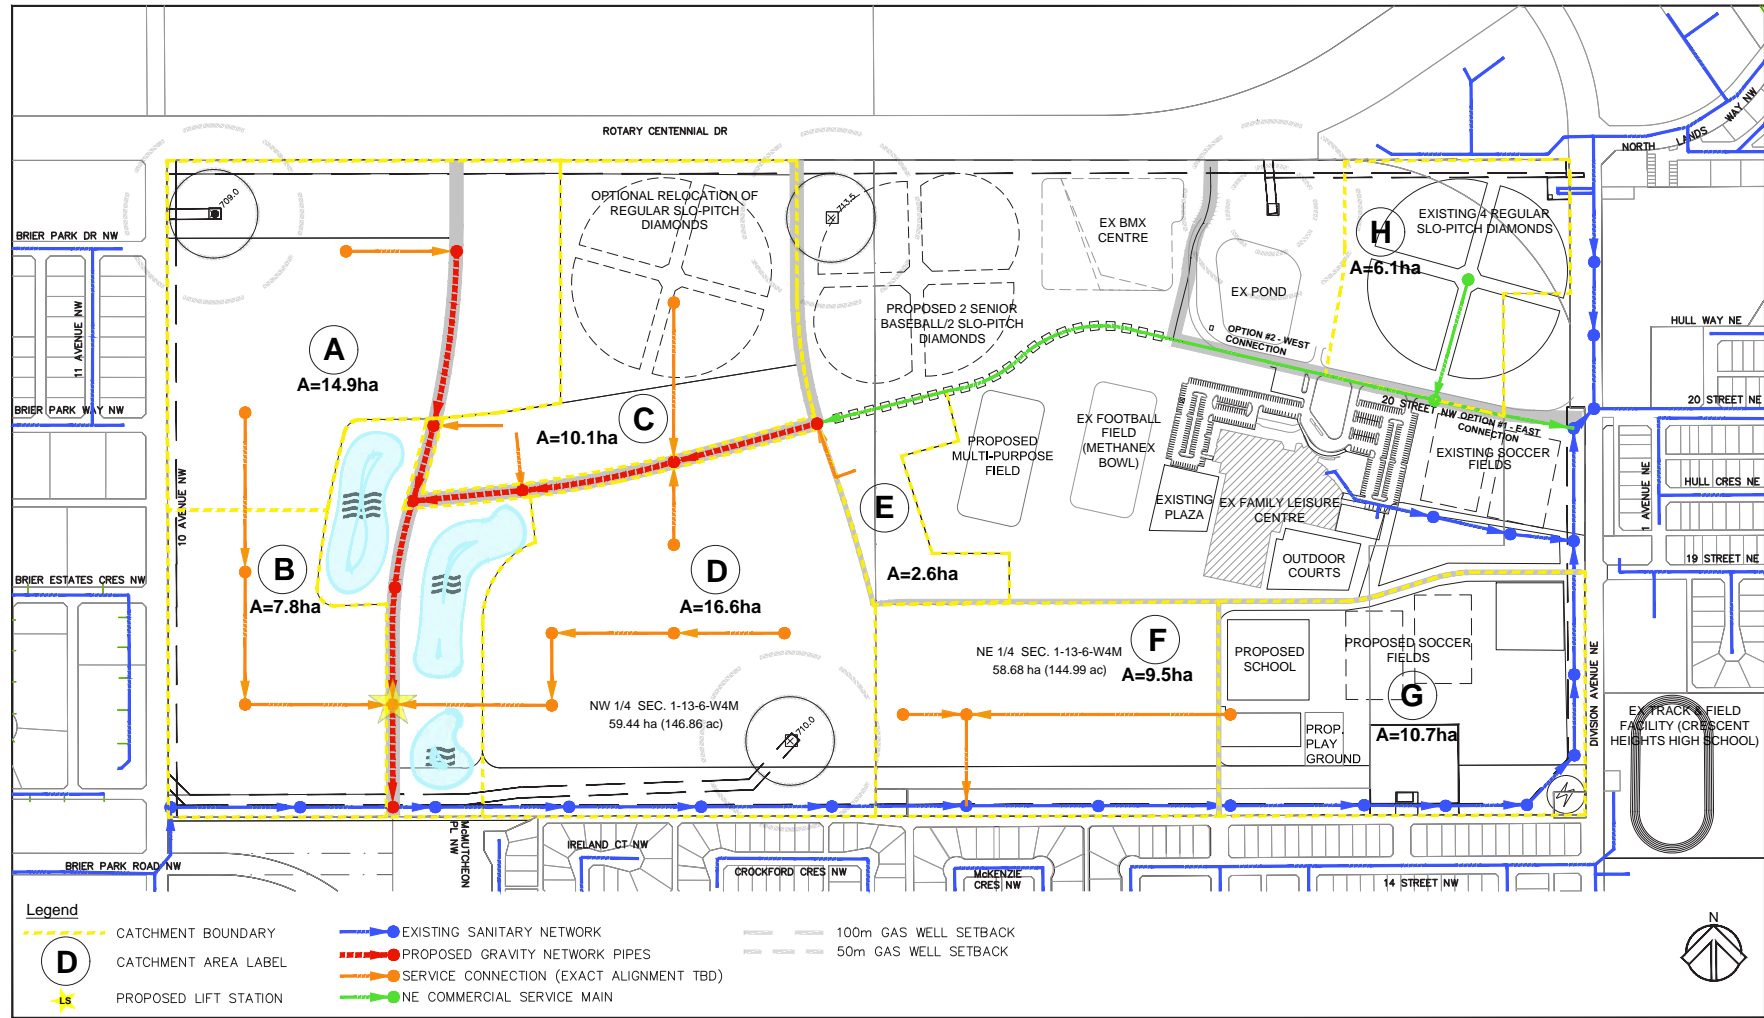 ROTARY CENTENNIAL DR
NORTH
LANDS
WAY NW
709.0
OPTIONAL RELOCATION OF
REGULAR SLO-PITCH
DIAMONDS
713.5
EX BMX
CENTRE
H
EXISTING 4 REGULAR
SLO-PITCH DIAMONDS
A=6.1ha
BRIER PARK DR NW
11 AVENUE NW
EX POND
PROPOSED 2 SENIOR
BASEBALL/2 SLO-PITCH
DIAMONDS
OPTION #2 - WEST
CONNECTION
HULL WAY NE
A
A=14.9ha
BRIER PARK WAY NW
C
A=10.1ha
20 STREET NW
OPTION #1 - EAST
CONNECTION
20 STREET NE
PROPOSED
MULTI-PURPOSE
FIELD
EX FOOTBALL
FIELD
(METHANEX
BOWL)
EXISTING SOCCER
FIELDS
1 AVENUE NE
HULL CRES NE
10 AVENUE NW
E
EXISTING
PLAZA
EX FAMILY LEISURE
CENTRE
OUTDOOR
COURTS
19 STREET NE
BRIER ESTATES CRES NW
B
A=7.8ha
D
A=16.6ha
A=2.6ha
NE 1/4 SEC. 1-13-6-W4M
58.68 ha (144.99 ac)
F
A=9.5ha
PROPOSED
SCHOOL
PROPOSED SOCCER
FIELDS
G
A=10.7ha
DIVISION AVENUE NE
NW 1/4 SEC. 1-13-6-W4M
59.44 ha (146.86 ac)
710.0
PROP.
PLAY
GROUND
EX TRACK & FIELD
FACILITY (CRESCENT
HEIGHTS HIGH SCHOOL)
BRIER PARK ROAD NW
McMUTCHEON
PL NW
IRELAND CT NW
CROCKFORD CRES NW
McKENZIE
CRES NW
14 STREET NW
Legend
CATCHMENT BOUNDARY
D
CATCHMENT AREA LABEL
LS
PROPOSED LIFT STATION
EXISTING SANITARY NETWORK
PROPOSED GRAVITY NETWORK PIPES
SERVICE CONNECTION (EXACT ALIGNMENT TBD)
NE COMMERCIAL SERVICE MAIN
100m GAS WELL SETBACK
50m GAS WELL SETBACK
N